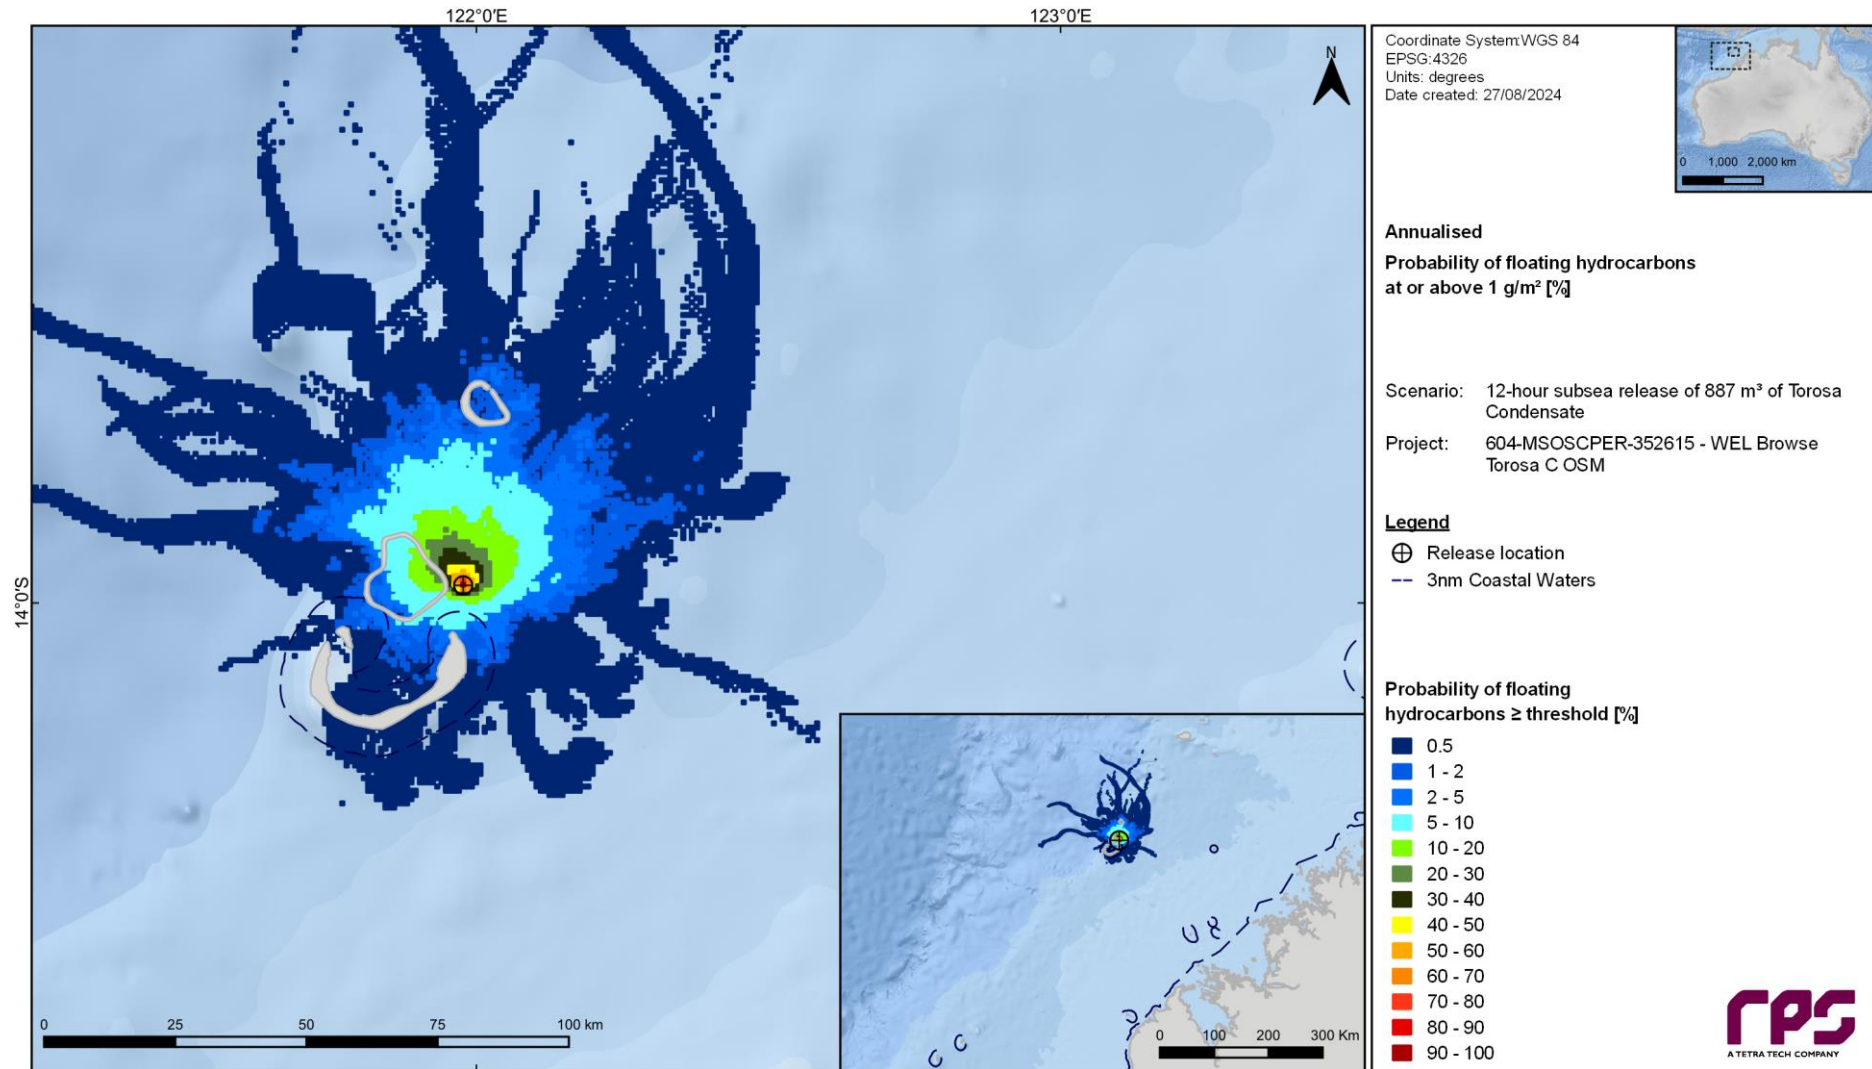 122°0'E
123°0'E
14°0'S
N
0 25 50 75 100 km
0 100 200 300 Km
Coordinate System:WGS 84
EPSG:4326
Units: degrees
Date created: 27/08/2024
0 1,000 2,000 km
Annualised
Probability of floating hydrocarbons
at or above 1 g/m² [%]
Scenario: 12-hour subsea release of 887 m³ of Torosa
Condensate
Project: 604-MSOSCPER-352615 - WEL Browse
Torosa C OSM
Legend
Release location
3nm Coastal Waters
Probability of floating
hydrocarbons ≥ threshold [%]
0.5
1 - 2
2 - 5
5 - 10
10 - 20
20 - 30
30 - 40
40 - 50
50 - 60
60 - 70
70 - 80
80 - 90
90 - 100
rps
A TETRA TECH COMPANY